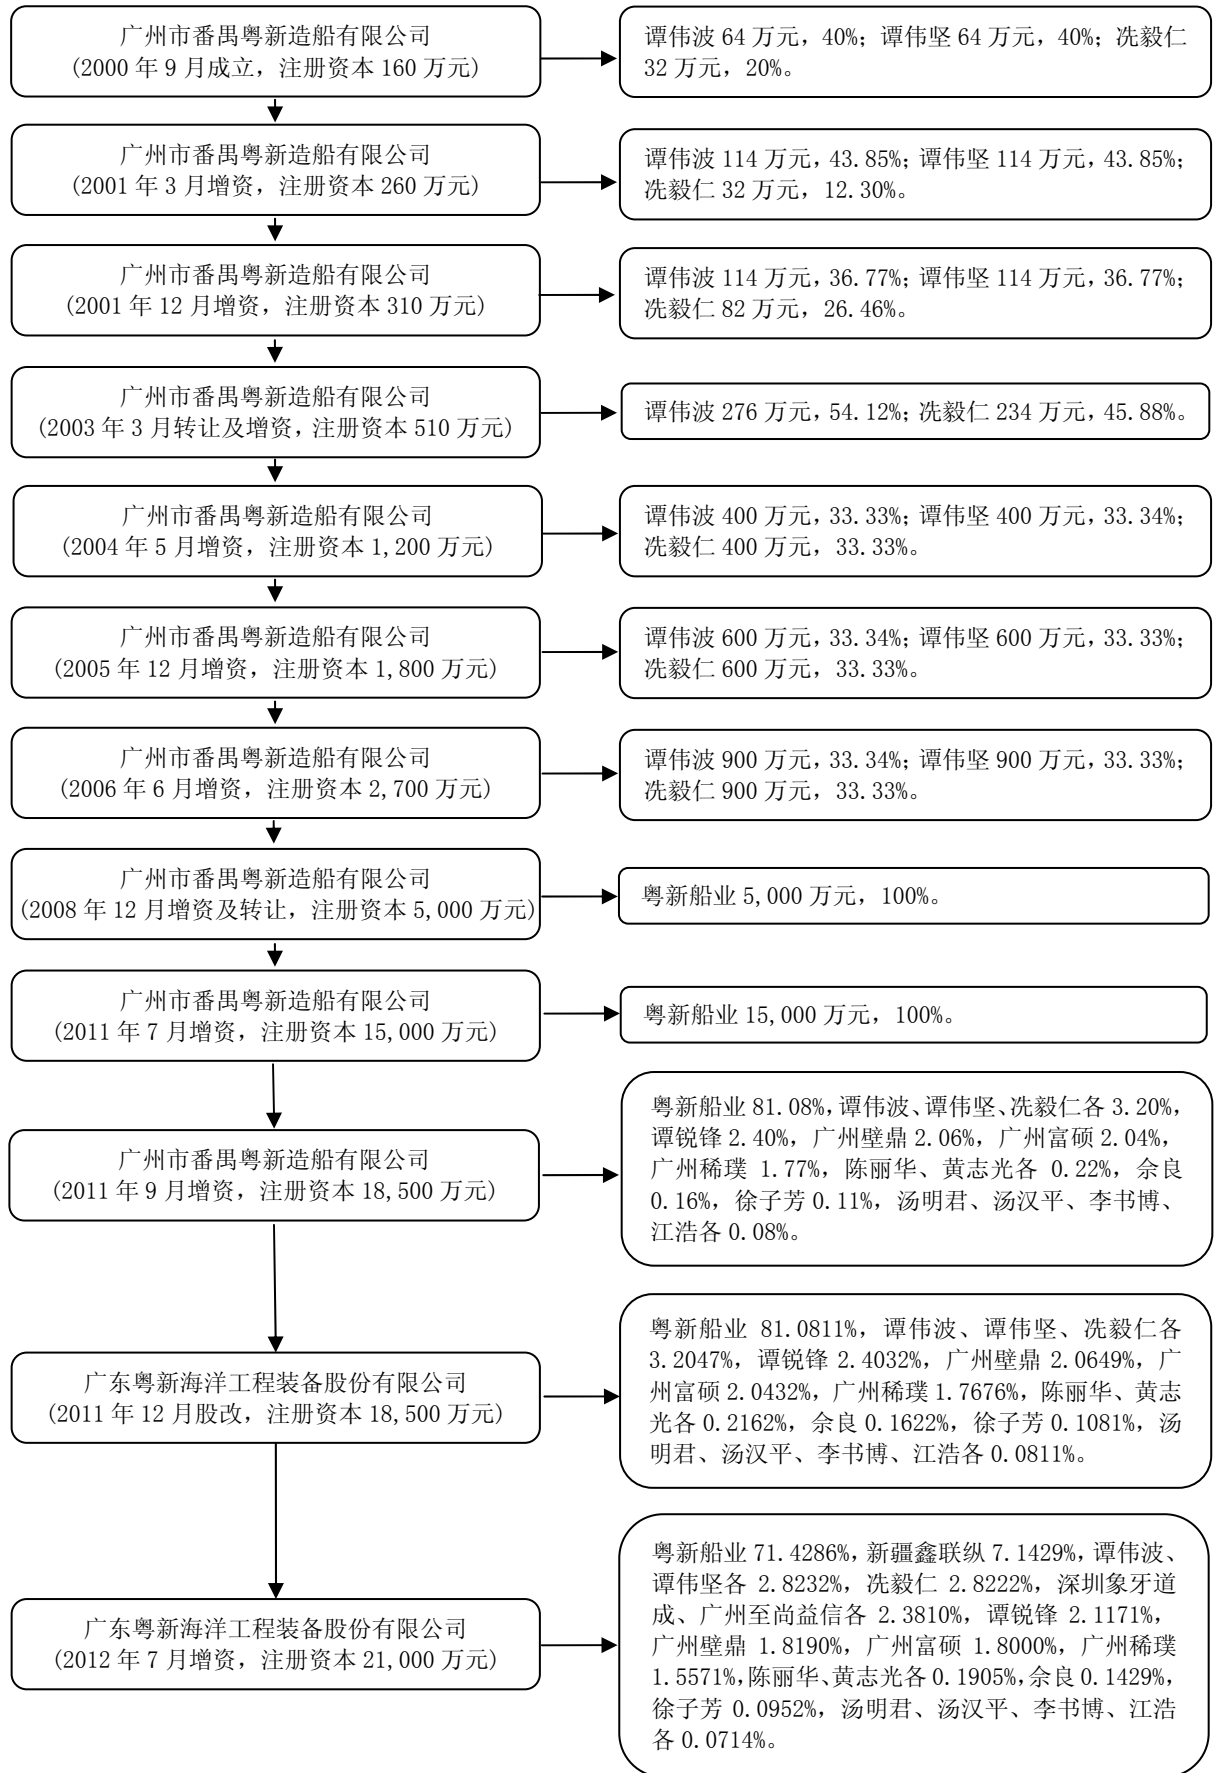 广州市番禺粤新造船有限公司
(2000 年 9 月成立，注册资本 160 万元)
谭伟波 64 万元，40%；谭伟坚 64 万元，40%；冼毅仁
32 万元，20%。
广州市番禺粤新造船有限公司
(2001 年 3 月增资，注册资本 260 万元)
谭伟波 114 万元，43.85%；谭伟坚 114 万元，43.85%；
冼毅仁 32 万元，12.30%。
广州市番禺粤新造船有限公司
(2001 年 12 月增资，注册资本 310 万元)
谭伟波 114 万元，36.77%；谭伟坚 114 万元，36.77%；
冼毅仁 82 万元，26.46%。
广州市番禺粤新造船有限公司
(2003 年 3 月转让及增资，注册资本 510 万元)
谭伟波 276 万元，54.12%；冼毅仁 234 万元，45.88%。
广州市番禺粤新造船有限公司
(2004 年 5 月增资，注册资本 1,200 万元)
谭伟波 400 万元，33.33%；谭伟坚 400 万元，33.34%；
冼毅仁 400 万元，33.33%。
广州市番禺粤新造船有限公司
(2005 年 12 月增资，注册资本 1,800 万元)
谭伟波 600 万元，33.34%；谭伟坚 600 万元，33.33%；
冼毅仁 600 万元，33.33%。
广州市番禺粤新造船有限公司
(2006 年 6 月增资，注册资本 2,700 万元)
谭伟波 900 万元，33.34%；谭伟坚 900 万元，33.33%；
冼毅仁 900 万元，33.33%。
广州市番禺粤新造船有限公司
(2008 年 12 月增资及转让，注册资本 5,000 万元)
粤新船业 5,000 万元，100%。
广州市番禺粤新造船有限公司
(2011 年 7 月增资，注册资本 15,000 万元)
粤新船业 15,000 万元，100%。
广州市番禺粤新造船有限公司
(2011 年 9 月增资，注册资本 18,500 万元)
粤新船业 81.08%，谭伟波、谭伟坚、冼毅仁各 3.20%，
谭锐锋 2.40%，广州壁鼎 2.06%，广州富硕 2.04%，
广州稀璞 1.77%，陈丽华、黄志光各 0.22%，佘良
0.16%，徐子芳 0.11%，汤明君、汤汉平、李书博、
江浩各 0.08%。
广东粤新海洋工程装备股份有限公司
(2011 年 12 月股改，注册资本 18,500 万元)
粤新船业 81.0811%，谭伟波、谭伟坚、冼毅仁各
3.2047%，谭锐锋 2.4032%，广州壁鼎 2.0649%，广
州富硕 2.0432%，广州稀璞 1.7676%，陈丽华、黄志
光各 0.2162%，佘良 0.1622%，徐子芳 0.1081%，汤
明君、汤汉平、李书博、江浩各 0.0811%。
广东粤新海洋工程装备股份有限公司
(2012 年 7 月增资，注册资本 21,000 万元)
粤新船业 71.4286%，新疆鑫联纵 7.1429%，谭伟波、
谭伟坚各 2.8232%，冼毅仁 2.8222%，深圳象牙道
成、广州至尚益信各 2.3810%，谭锐锋 2.1171%，
广州壁鼎 1.8190%，广州富硕 1.8000%，广州稀璞
1.5571%，陈丽华、黄志光各 0.1905%，佘良 0.1429%，
徐子芳 0.0952%，汤明君、汤汉平、李书博、江浩
各 0.0714%。